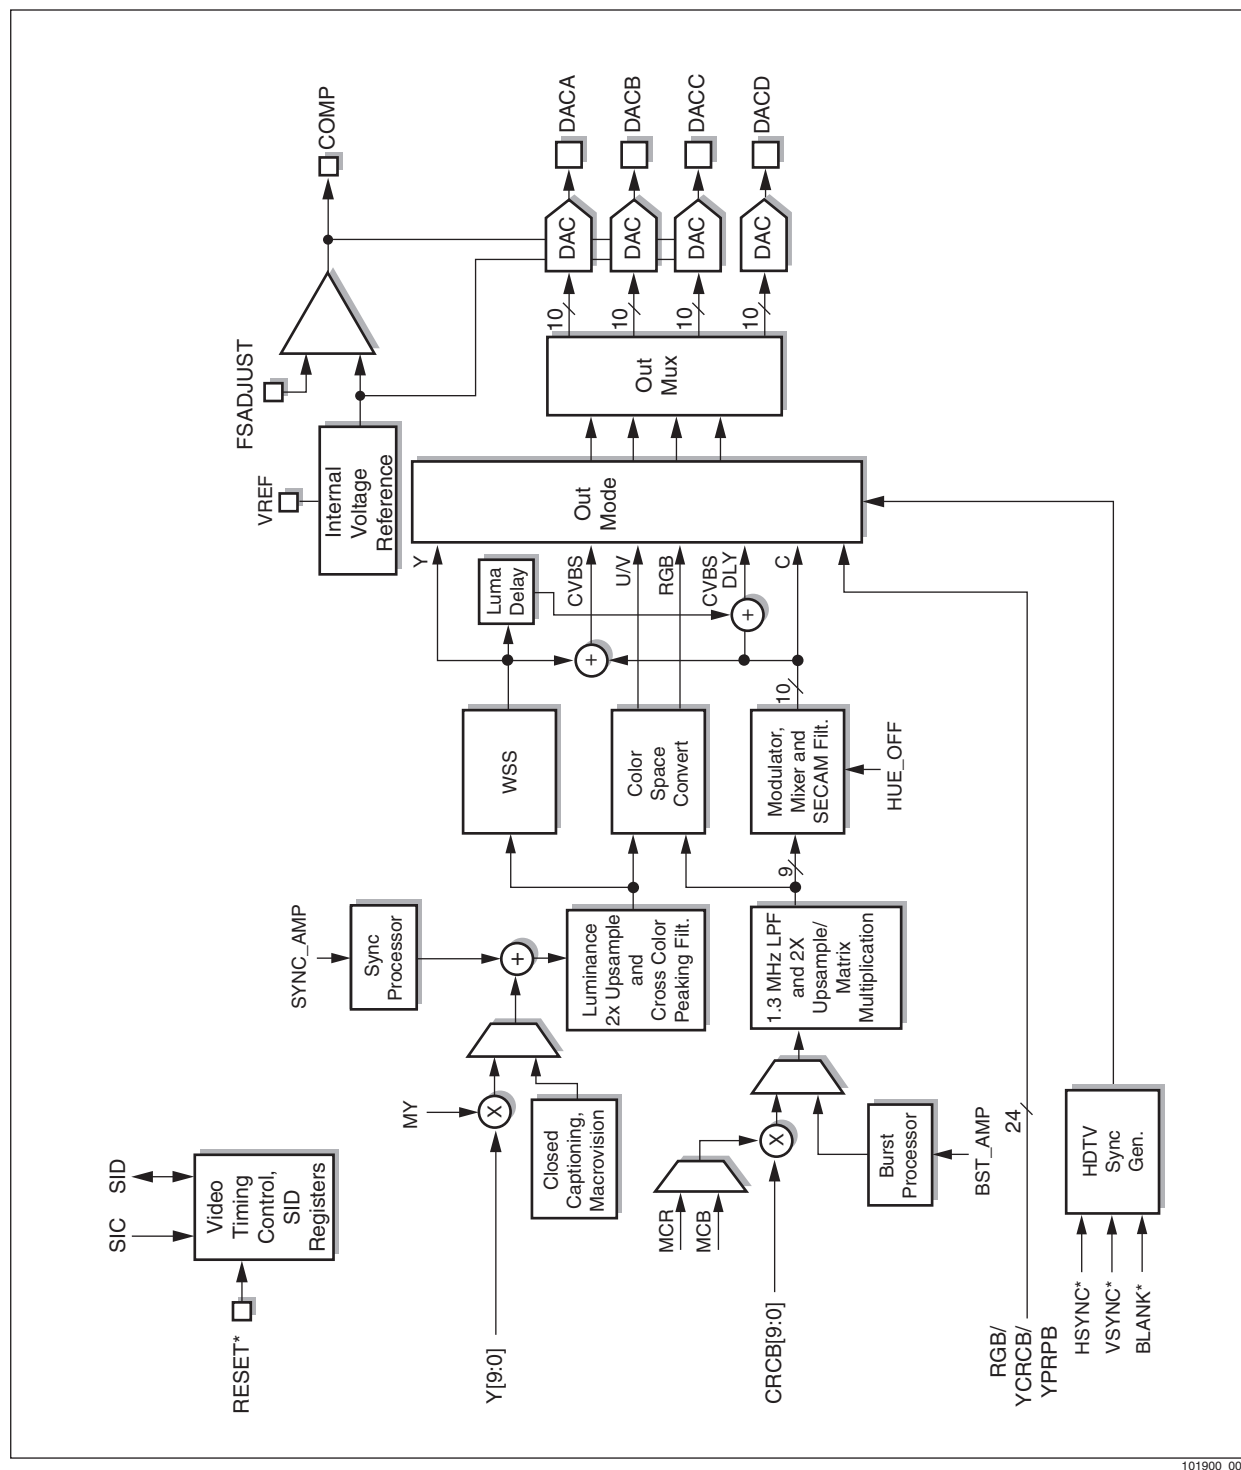 RESET*
SIC
SID
Video
Timing
Control,
SID
Registers
Y[9:0]
MY
X
Closed
Captioning,
Macrovision
SYNC_AMP
Sync
Processor
+
Luminance
2x Upsample
and
Cross Color
Peaking Filt.
WSS
Luma
Delay
Color
Space
Convert
CRCB[9:0]
MCR
MCB
X
Burst
Processor
BST_AMP
1.3 MHz LPF
and 2X
Upsample/
Matrix
Multiplication
9
Modulator,
Mixer and
SECAM Filt.
HUE_OFF
10
+
+
RGB/
YCRCB/
YPRPB
24
HSYNC*
VSYNC*
BLANK*
HDTV
Sync
Gen.
Y
CVBS
U/V
RGB
CVBS
DLY
C
Out
Mode
Out
Mux
VREF
Internal
Voltage
Reference
FSADJUST
COMP
10
10
10
10
DAC
DAC
DAC
DAC
DACA
DACB
DACC
DACD